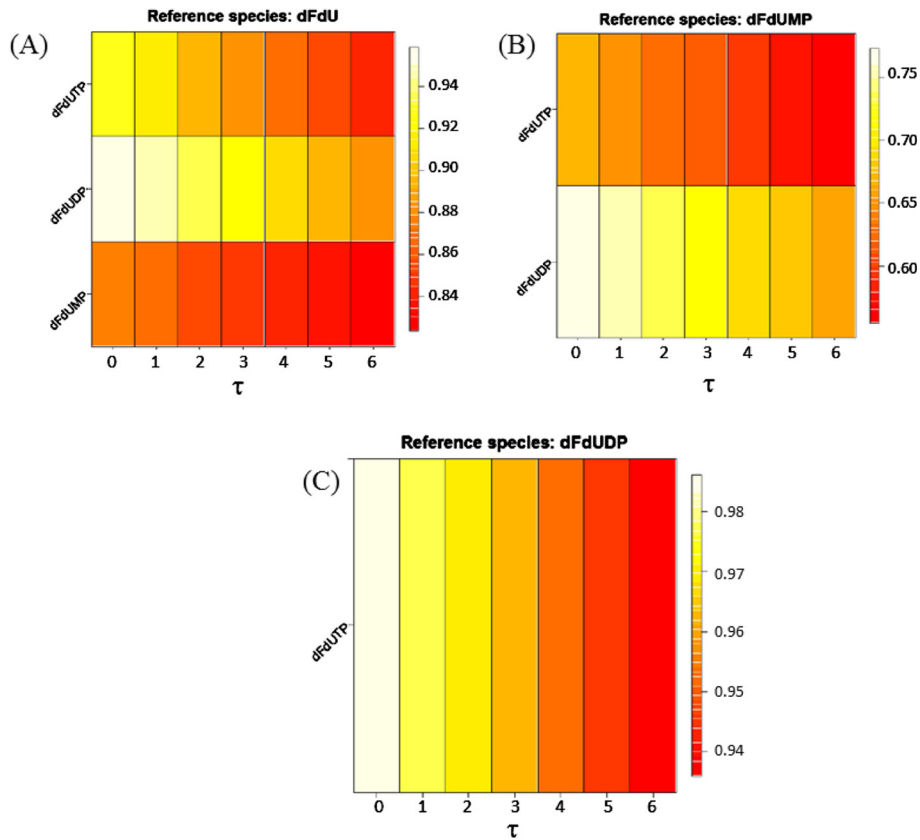 Reference species: dFdU
(A)
dFdUTP
dFdUDP
dFdUMP
0 1 2 3 4 5 6
τ
0.94
0.92
0.90
0.88
0.86
0.84
Reference species: dFdUMP
(B)
dFdUTP
dFdUDP
0 1 2 3 4 5 6
τ
0.75
0.70
0.65
0.60
Reference species: dFdUDP
(C)
dFdUTP
0 1 2 3 4 5 6
τ
0.98
0.97
0.96
0.95
0.94